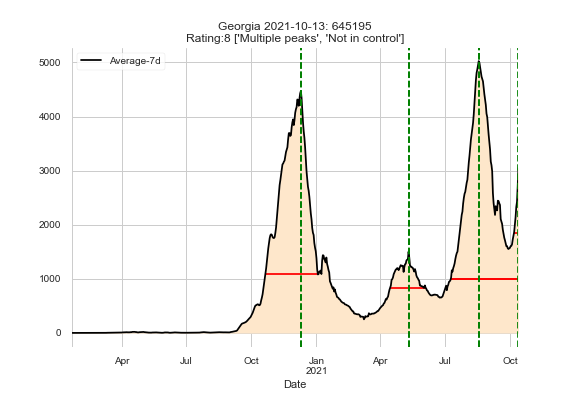 Georgia 2021-10-13: 645195
Rating:8 ['Multiple peaks', 'Not in control']
Average-7d
5000
4000
3000
2000
1000
0
Apr Jul Oct Jan Apr Jul Oct
2021
Date